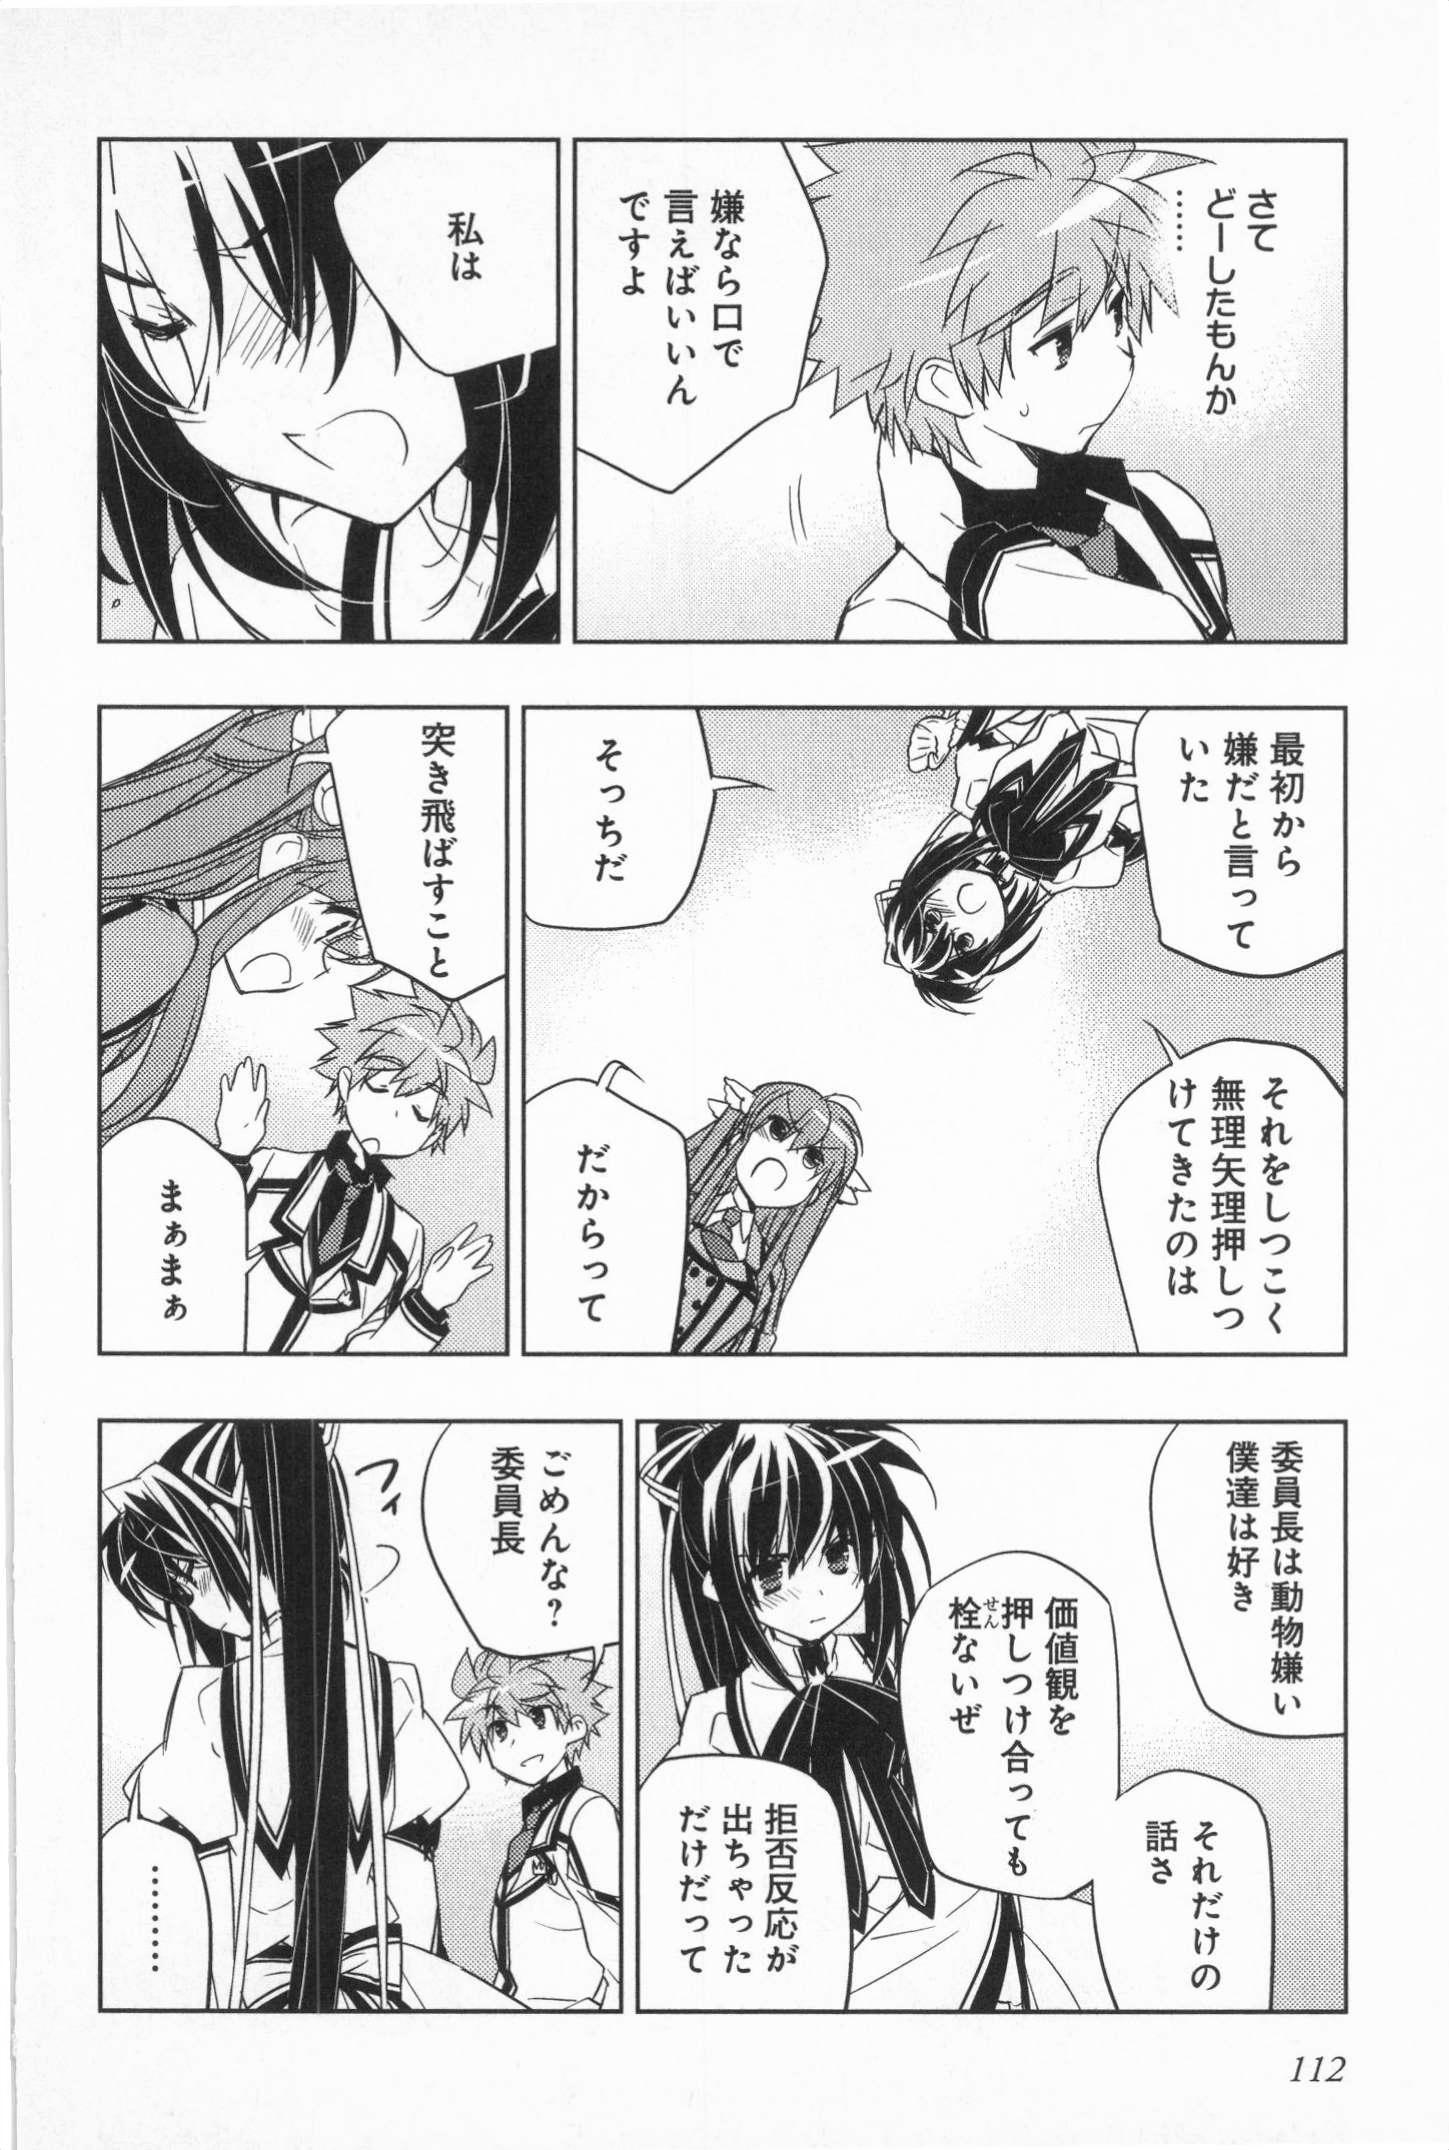 さて
どーしたもんか
……
嫌なら口で
言えばいいん
ですよ
私は
最初から
嫌だと言って
いた
それをしつこく
無理矢理押しつ
けてきたのは
そっちだ
だからって
突き飛ばすこと
まぁまぁ
委員長は動物嫌い
僕達は好き
それだけの
話さ
価値観を
押しつけ合っても
栓ないぜ
せん
拒否反応が
出ちゃった
だけだって
ごめんな?
委員長
フィ
………
112